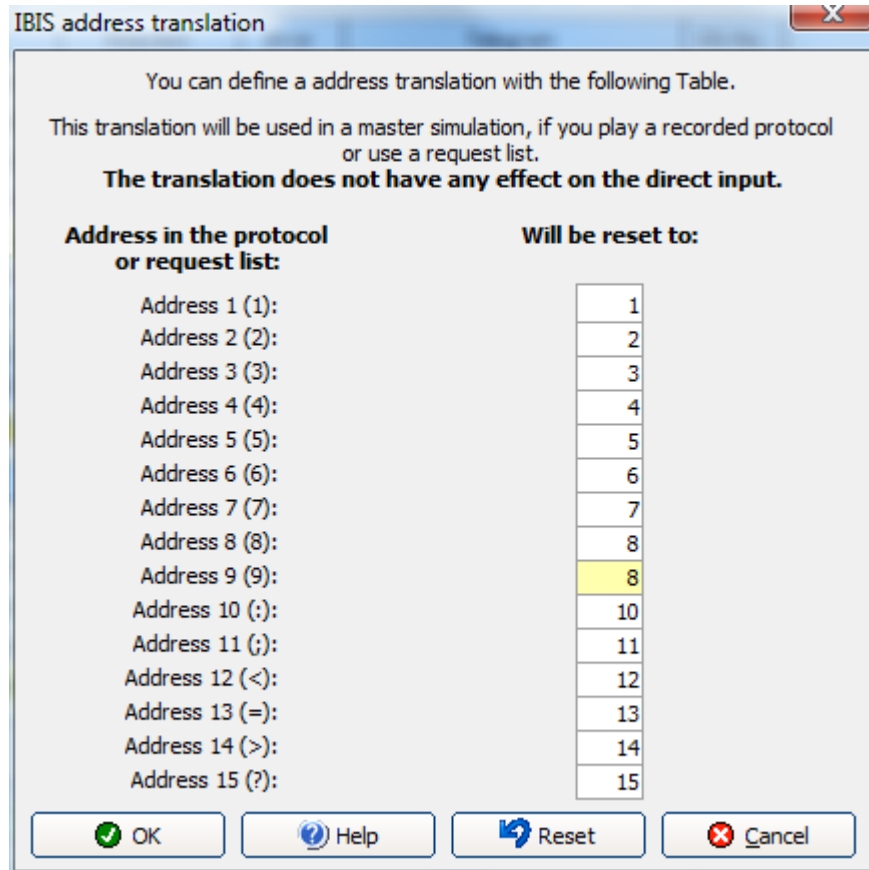 IBIS address translation
You can define a address translation with the following Table.
This translation will be used in a master simulation, if you play a recorded protocol
or use a request list.
The translation does not have any effect on the direct input.
Address in the protocol
or request list:
Will be reset to:
Address 1 (1): 1
Address 2 (2): 2
Address 3 (3): 3
Address 4 (4): 4
Address 5 (5): 5
Address 6 (6): 6
Address 7 (7): 7
Address 8 (8): 8
Address 9 (9): 8
Address 10 (:): 10
Address 11 (;): 11
Address 12 (<): 12
Address 13 (=): 13
Address 14 (>): 14
Address 15 (?): 15
OK Help Reset Cancel